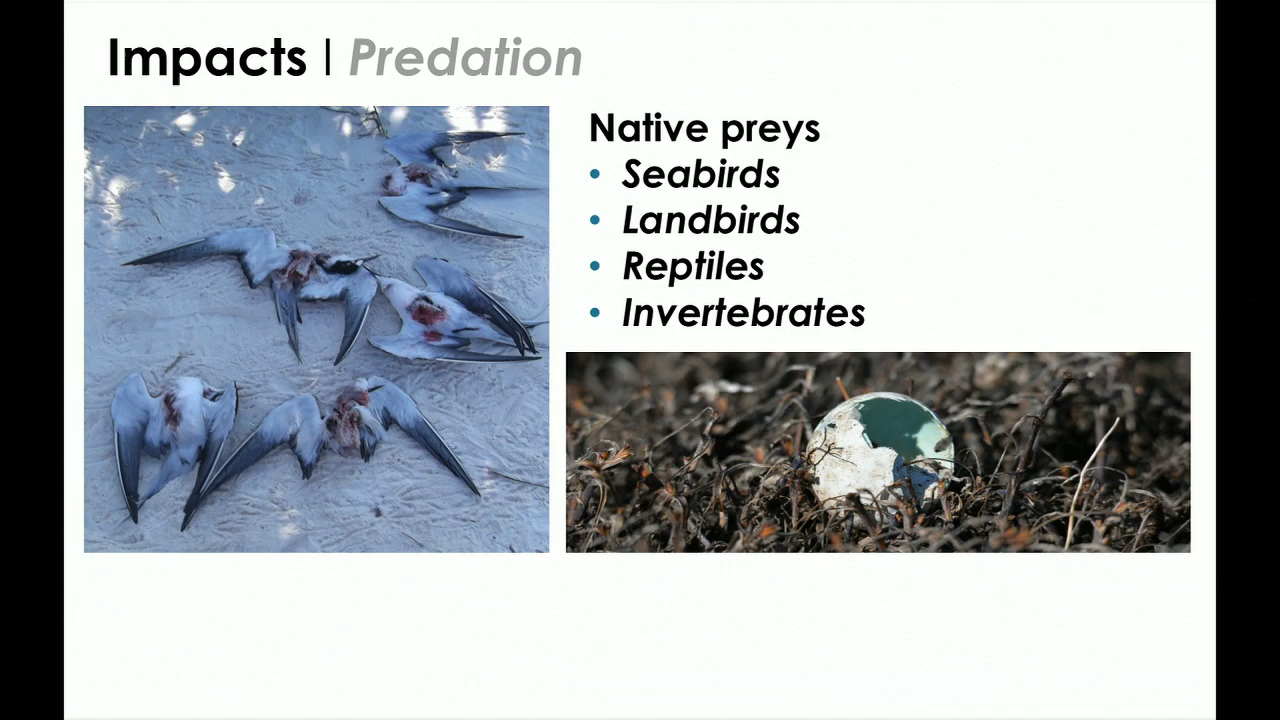 Impacts | Predation
Native preys
• Seabirds
• Landbirds
• Reptiles
• Invertebrates